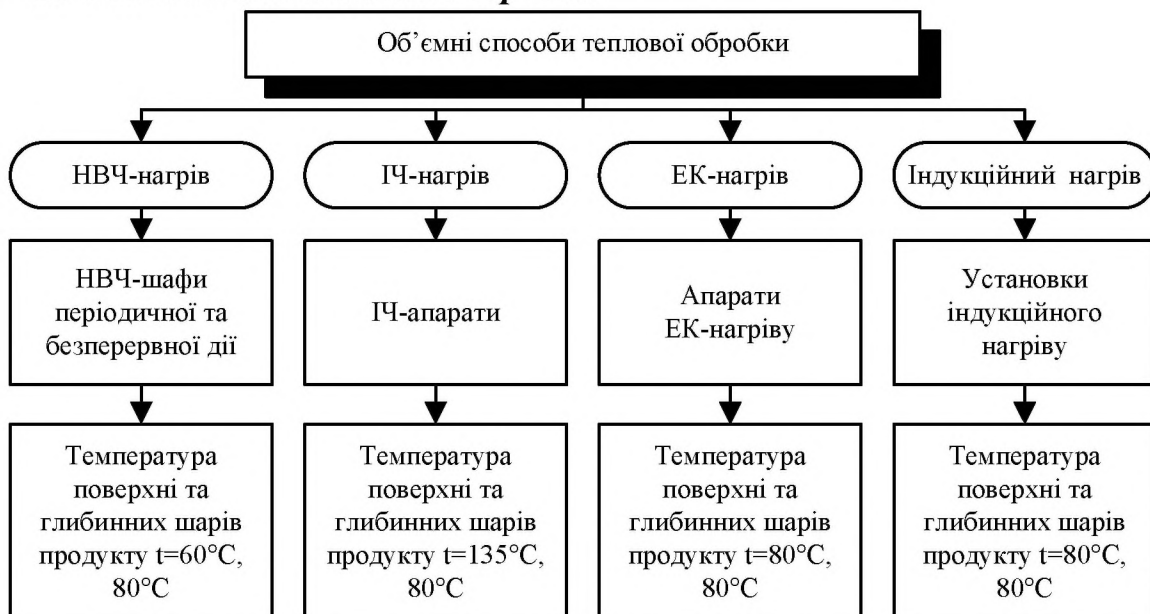 Об’ємні способи теплової обробки
НВЧ-нагрів
ІЧ-нагрів
ЕК-нагрів
Індукційний нагрів
НВЧ-шафи
періодичної та
безперервної дії
ІЧ-апарати
Апарати
ЕК-нагріву
Установки
індукційного
нагріву
Температура
поверхні та
глибинних шарів
продукту t=60°C,
80°C
Температура
поверхні та
глибинних шарів
продукту t=135°C,
80°C
Температура
поверхні та
глибинних шарів
продукту t=80°C,
80°C
Температура
поверхні та
глибинних шарів
продукту t=80°C,
80°C